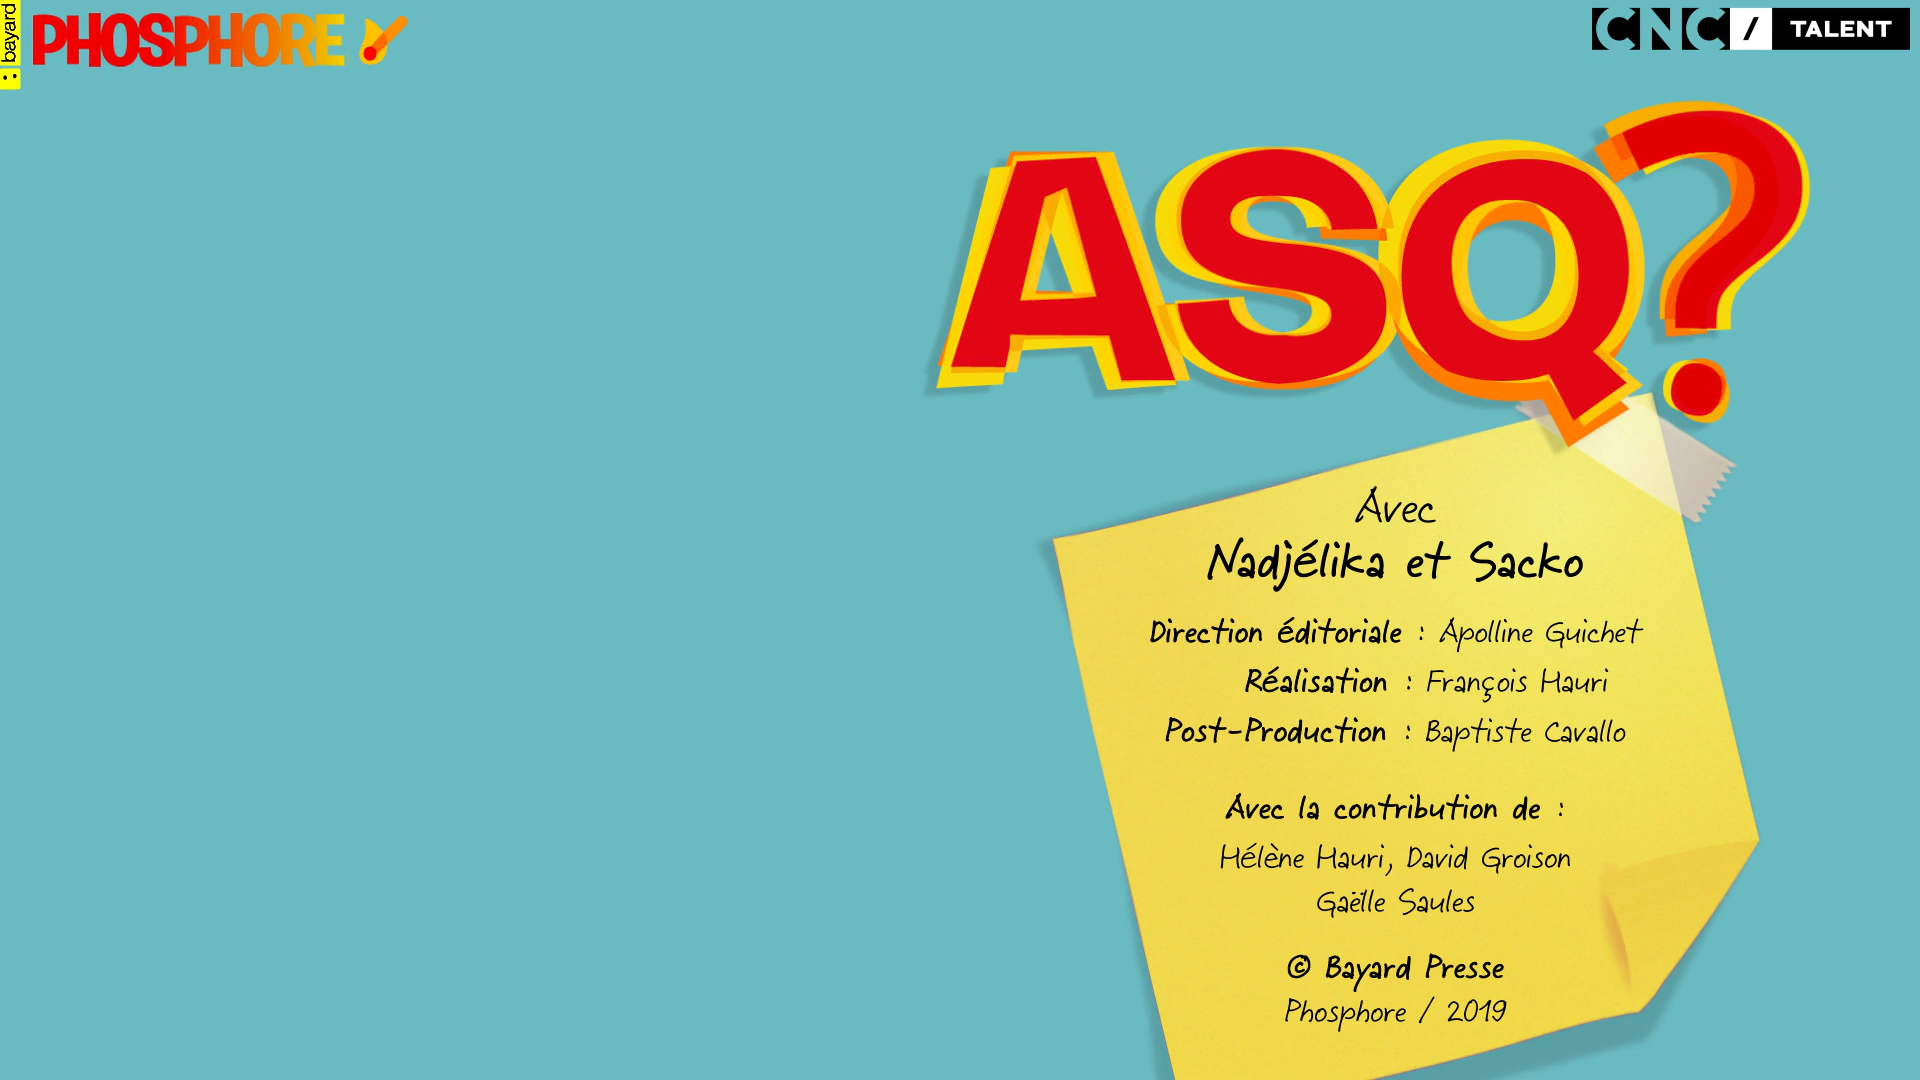 bayard
PHOSPHORE
CNC / TALENT
ASQ?
Avec
Nadjélika et Sacko
Direction éditoriale : Apolline Guichet
Réalisation : François Hauri
Post-Production : Baptiste Cavallo
Avec la contribution de :
Hélène Hauri, David Groison
Gaëlle Saules
© Bayard Presse
Phosphore / 2019